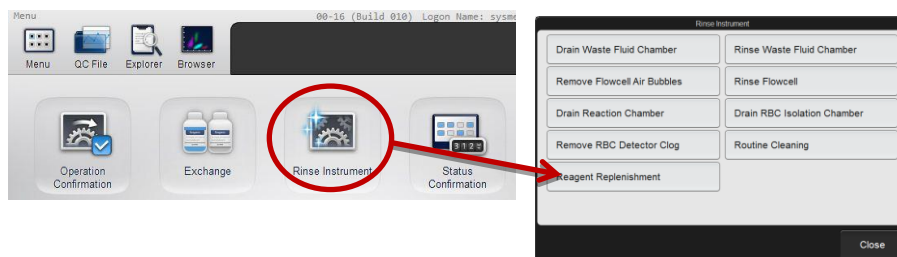 Menu
00-16 (Build 010) Logon Name: sysme
Menu QC File Explorer Browser
Operation Confirmation
Exchange
Rinse Instrument
Status Confirmation
312
Rinse Instrument
Drain Waste Fluid Chamber
Rinse Waste Fluid Chamber
Remove Flowcell Air Bubbles
Rinse Flowcell
Drain Reaction Chamber
Drain RBC Isolation Chamber
Remove RBC Detector Clog
Routine Cleaning
Reagent Replenishment
Close